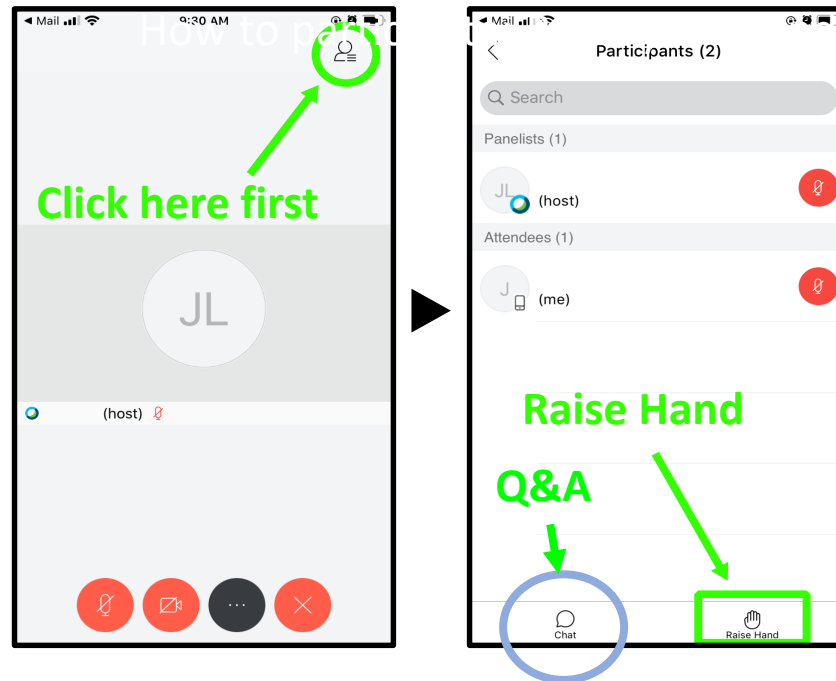 Mail
9:30 AM
How to partic
Click here first
JL
(host)
Mail
Participants (2)
Search
Panelists (1)
JL
(host)
Attendees (1)
J
(me)
Raise Hand
Q&A
Chat
Raise Hand